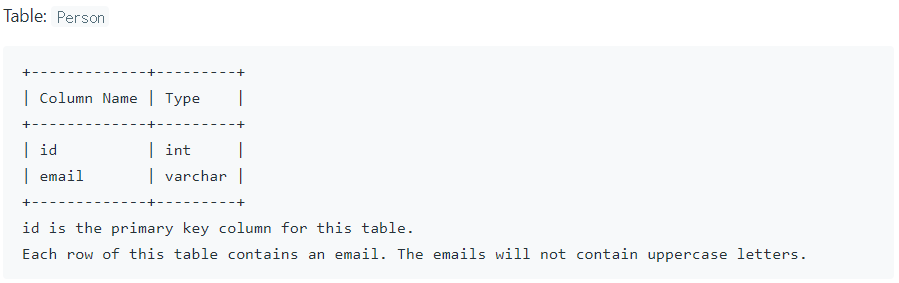 Table: Person
+-------------+---------+
| Column Name | Type    |
+-------------+---------+
| id          | int     |
| email       | varchar |
+-------------+---------+
id is the primary key column for this table.
Each row of this table contains an email. The emails will not contain uppercase letters.